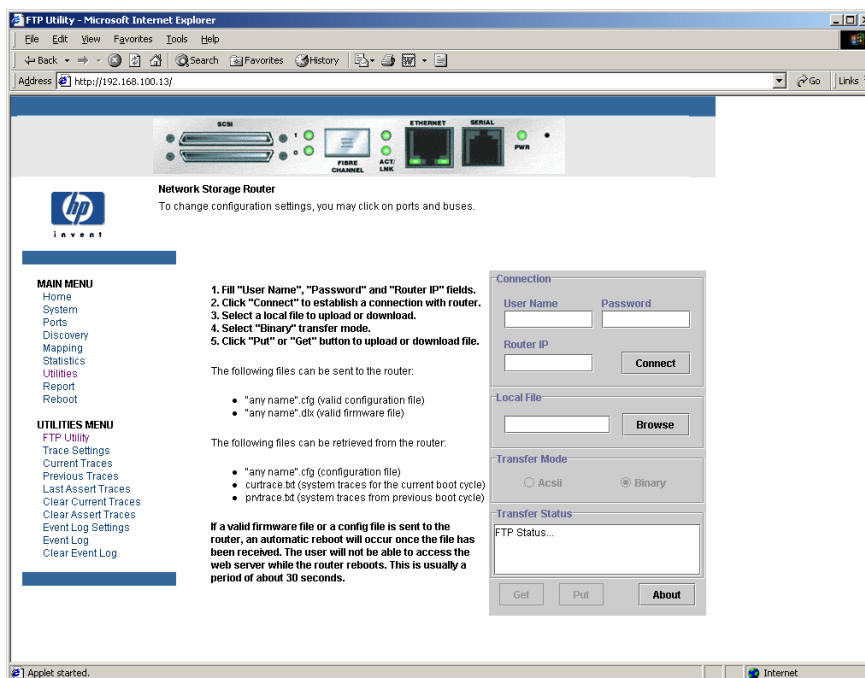 FTP Utility - Microsoft Internet Explorer
File Edit View Favorites Tools Help
Back Search Favorites History
Address http://192.168.100.13/ Go Links
SCSI
1
0
FIBRE CHANNEL
ACT/ LNK
ETHERNET
SERIAL
PWR
hp
invent
Network Storage Router
To change configuration settings, you may click on ports and buses.
MAIN MENU
Home
System
Ports
Discovery
Mapping
Statistics
Utilities
Report
Reboot
UTILITIES MENU
FTP Utility
Trace Settings
Current Traces
Previous Traces
Last Assert Traces
Clear Current Traces
Clear Assert Traces
Event Log Settings
Event Log
Clear Event Log
1. Fill "User Name", "Password" and "Router IP" fields.
2. Click "Connect" to establish a connection with router.
3. Select a local file to upload or download.
4. Select "Binary" transfer mode.
5. Click "Put" or "Get" button to upload or download file.
The following files can be sent to the router:
"any name".cfg (valid configuration file)
"any name".dlx (valid firmware file)
The following files can be retrieved from the router:
"any name".cfg (configuration file)
curtrace.txt (system traces for the current boot cycle)
prvtrace.txt (system traces from previous boot cycle)
If a valid firmware file or a config file is sent to the
router, an automatic reboot will occur once the file has
been received. The user will not be able to access the
web server while the router reboots. This is usually a
period of about 30 seconds.
Connection
User Name Password
Router IP
Connect
Local File
Browse
Transfer Mode
Acsii Binary
Transfer Status
FTP Status...
Get Put About
Applet started. Internet